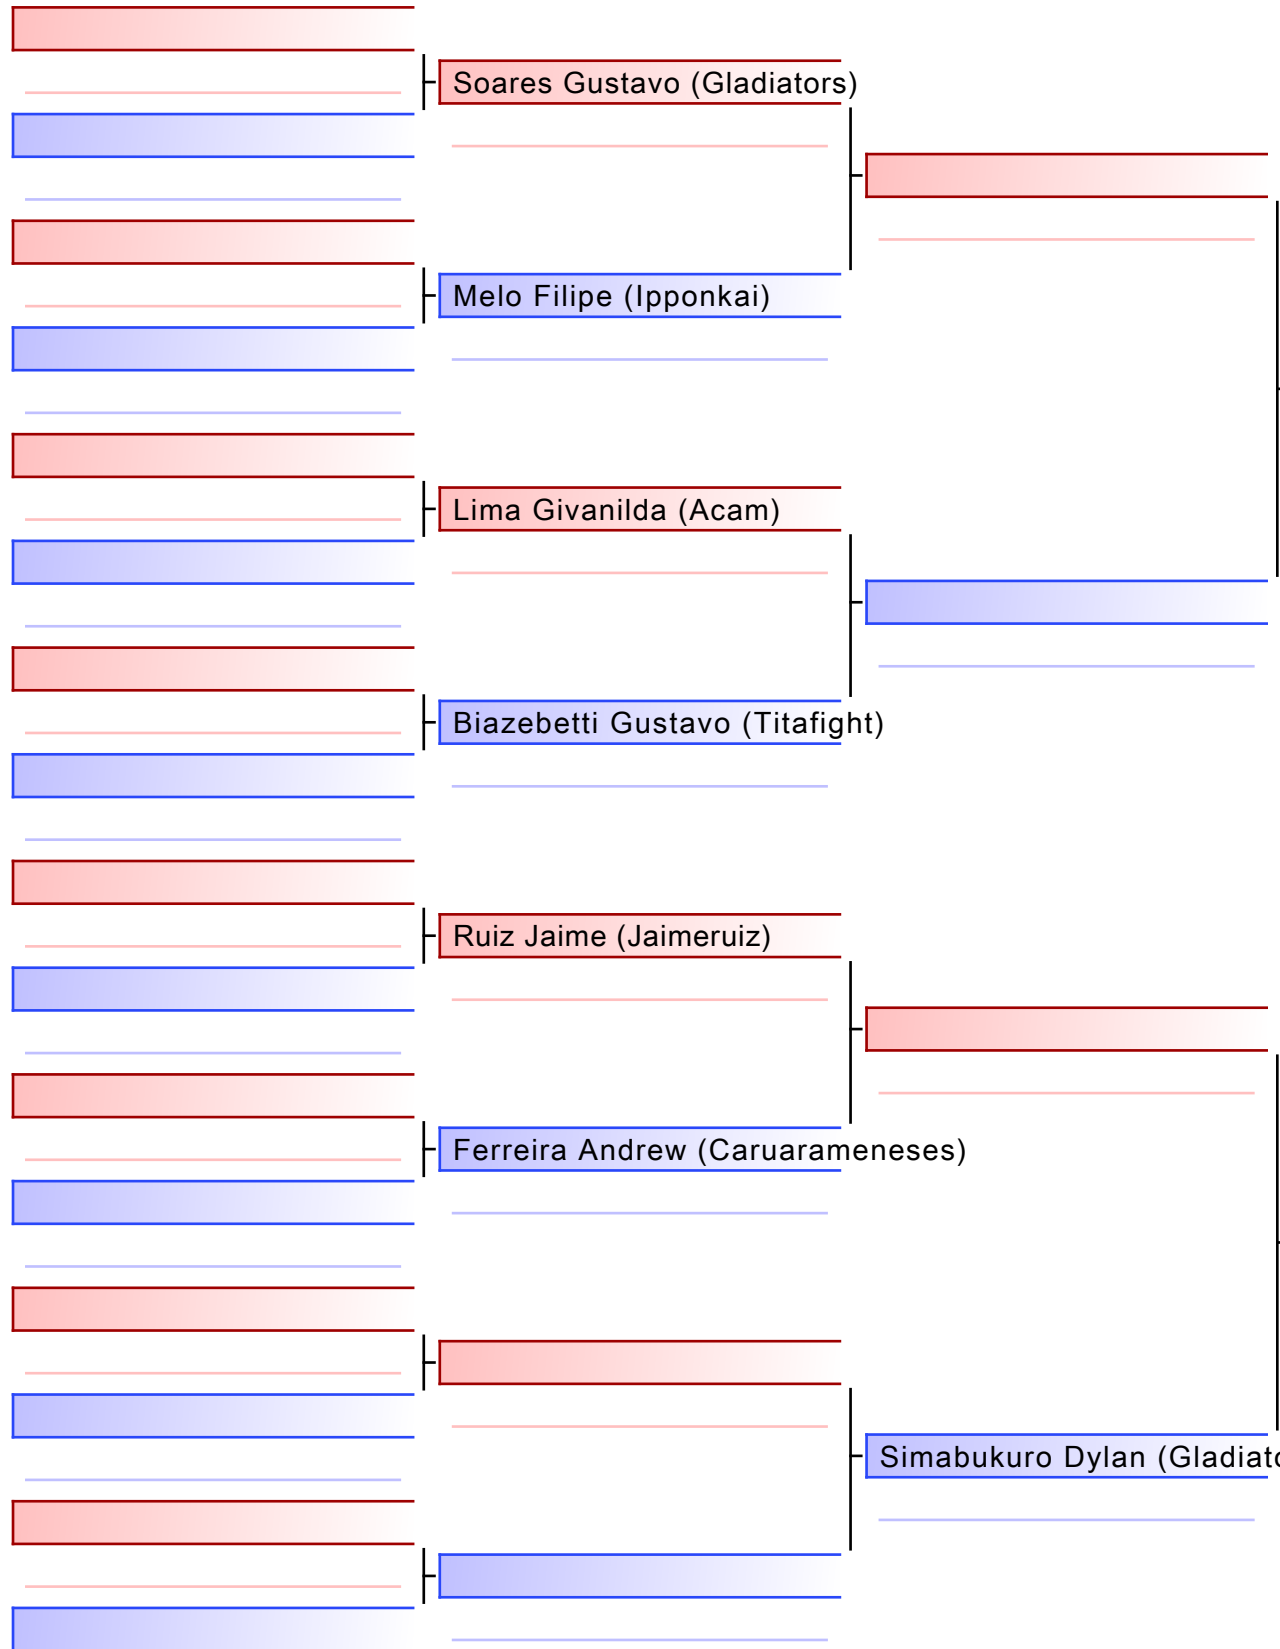 Soares Gustavo (Gladiators)
Melo Filipe (Ipponkai)
Lima Givanilda (Acam)
Biazebetti Gustavo (Titafight)
Ruiz Jaime (Jaimeruiz)
Ferreira Andrew (Caruarameneses)
Simabukuro Dylan